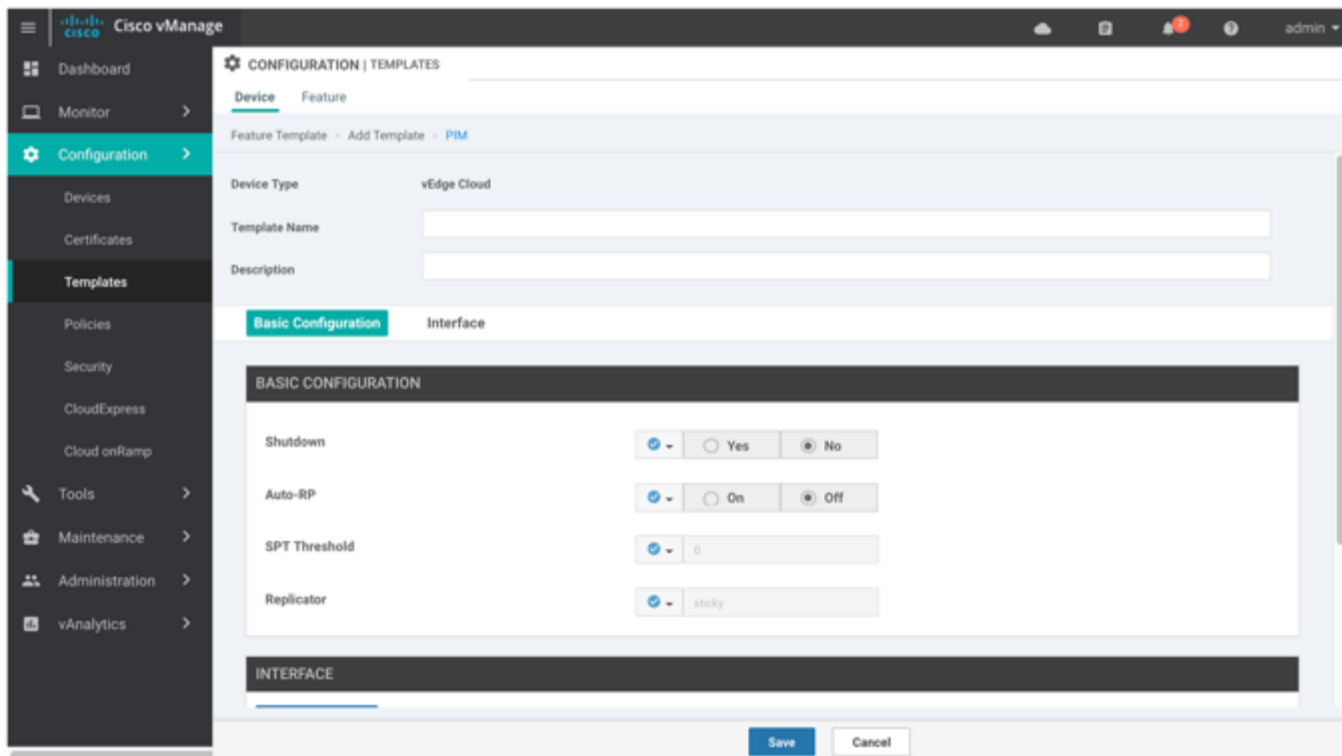 cisco Cisco vManage
2
admin
Dashboard
Monitor
Configuration
Devices
Certificates
Templates
Policies
Security
CloudExpress
Cloud onRamp
Tools
Maintenance
Administration
vAnalytics
CONFIGURATION | TEMPLATES
Device Feature
Feature Template > Add Template > PIM
Device Type vEdge Cloud
Template Name
Description
Basic Configuration Interface
BASIC CONFIGURATION
Shutdown Yes No
Auto-RP On Off
SPT Threshold 0
Replicator sticky
INTERFACE
Save Cancel